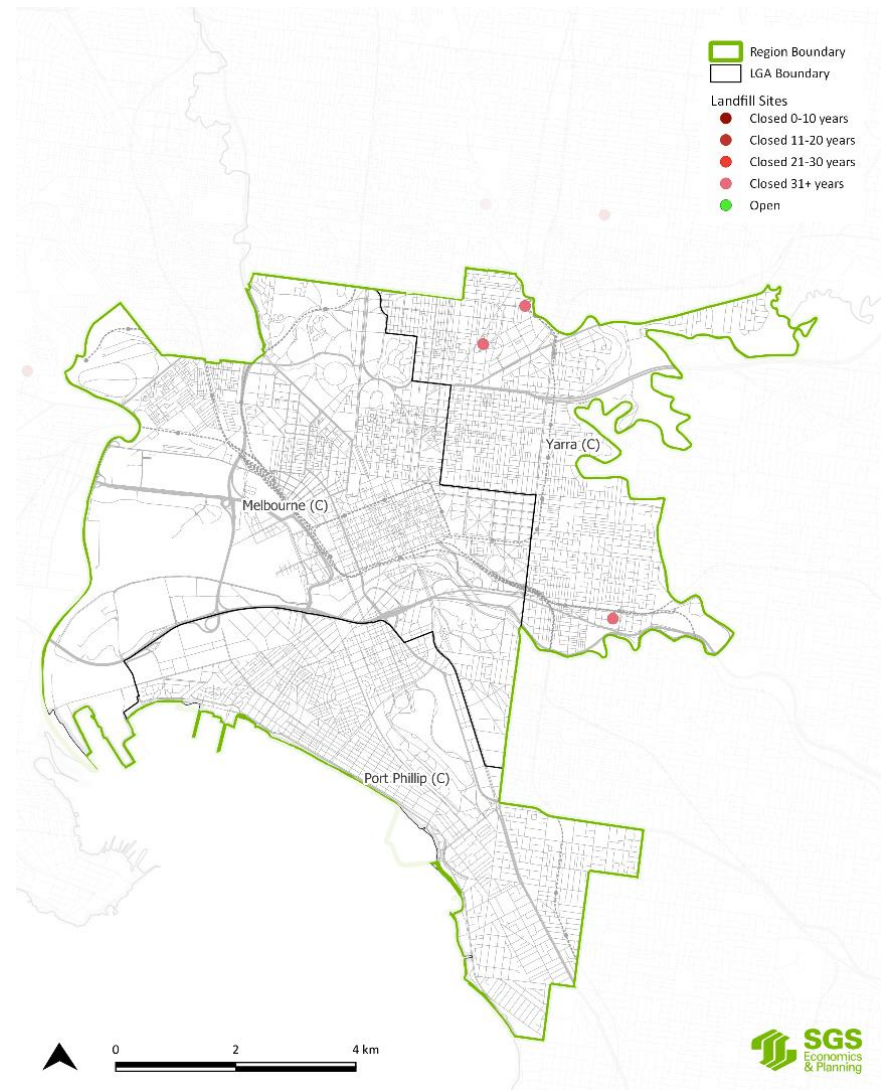 Region Boundary
LGA Boundary
Landfill Sites
Closed 0-10 years
Closed 11-20 years
Closed 21-30 years
Closed 31+ years
Open
Yarra (C)
Melbourne (C)
Port Phillip (C)
0 2 4 km
SGS
Economics
& Planning